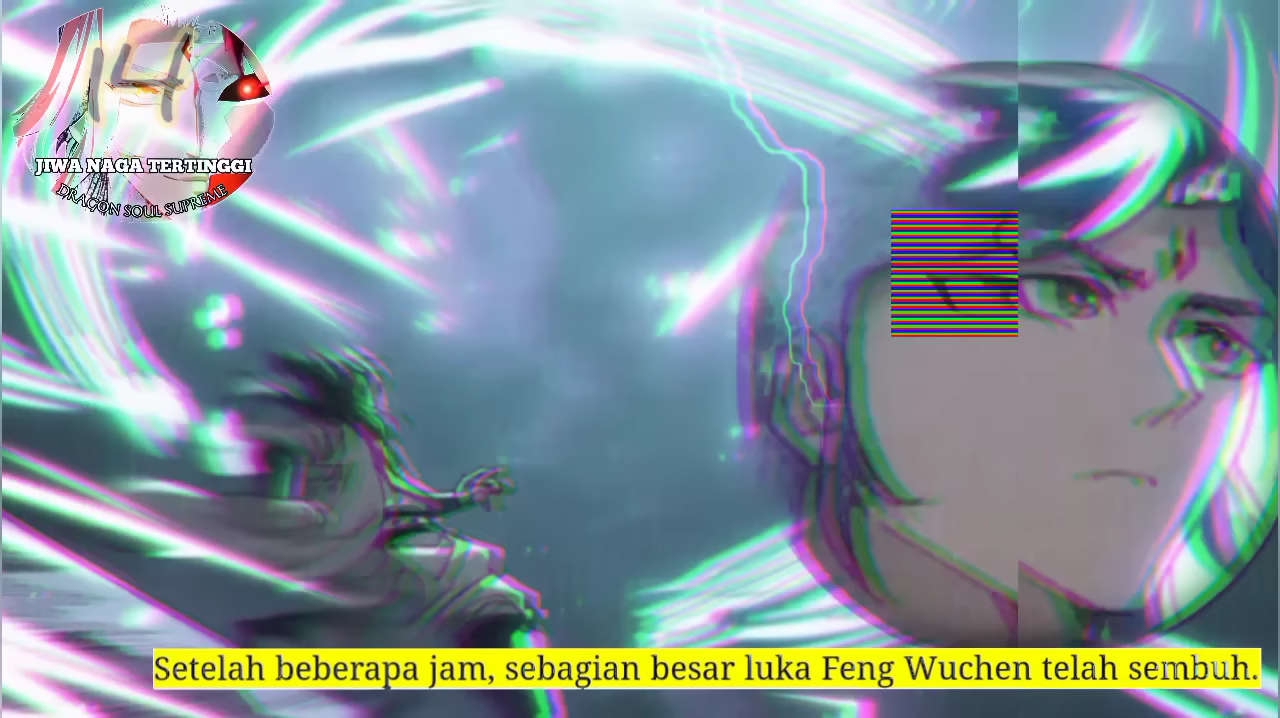 14
JIWA NAGA TERTINGGI
DRAGON SOUL SUPREME
Setelah beberapa jam, sebagian besar luka Feng Wuchen telah sembuh.